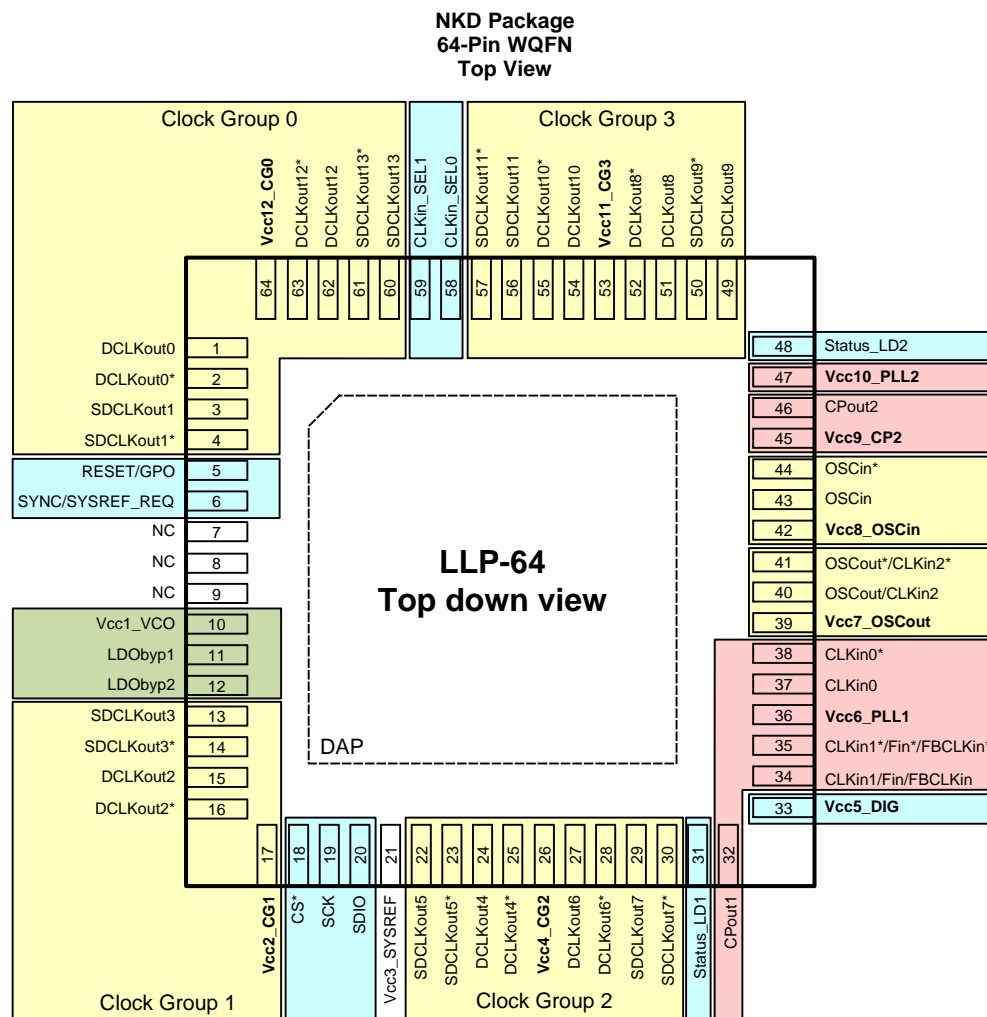 NKD Package
64-Pin WQFN
Top View
Clock Group 0
Clock Group 3
Vcc12_CG0
DCLKout12*
DCLKout12
SDCLKout13*
SDCLKout13
CLKin_SEL1
CLKin_SEL0
SDCLKout11*
SDCLKout11
DCLKout10*
DCLKout10
Vcc11_CG3
DCLKout8*
DCLKout8
SDCLKout9*
SDCLKout9
64
63
62
61
60
59
58
57
56
55
54
53
52
51
50
49
DCLKout0 1
DCLKout0* 2
SDCLKout1 3
SDCLKout1* 4
RESET/GPO 5
SYNC/SYSREF_REQ 6
NC 7
NC 8
NC 9
Vcc1_VCO 10
LDObyp1 11
LDObyp2 12
SDCLKout3 13
SDCLKout3* 14
DCLKout2 15
DCLKout2* 16
LLP-64
Top down view
DAP
48 Status_LD2
47 Vcc10_PLL2
46 CPout2
45 Vcc9_CP2
44 OSCin*
43 OSCin
42 Vcc8_OSCin
41 OSCout*/CLKin2*
40 OSCout/CLKin2
39 Vcc7_OSCout
38 CLKin0*
37 CLKin0
36 Vcc6_PLL1
35 CLKin1*/Fin*/FBCLKin*
34 CLKin1/Fin/FBCLKin
33 Vcc5_DIG
17
18
19
20
21
22
23
24
25
26
27
28
29
30
31
32
Vcc2_CG1
CS*
SCK
SDIO
Vcc3_SYSREF
SDCLKout5
SDCLKout5*
DCLKout4
DCLKout4*
Vcc4_CG2
DCLKout6
DCLKout6*
SDCLKout7
SDCLKout7*
Status_LD1
CPout1
Clock Group 1
Clock Group 2